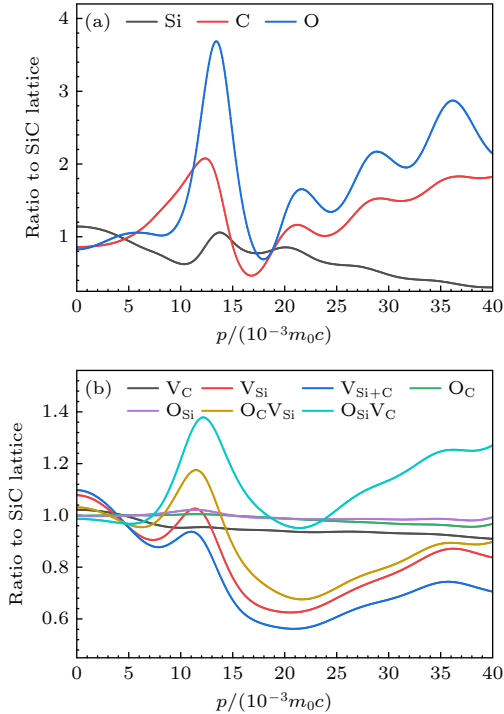 (a) Si C O
4
3
2
1
Ratio to SiC lattice
0 5 10 15 20 25 30 35 40
p/(10⁻³m₀c)
(b) V_C V_Si V_Si+C O_C
O_Si O_CV_Si O_SiV_C
1.4
1.2
1.0
0.8
0.6
Ratio to SiC lattice
0 5 10 15 20 25 30 35 40
p/(10⁻³m₀c)